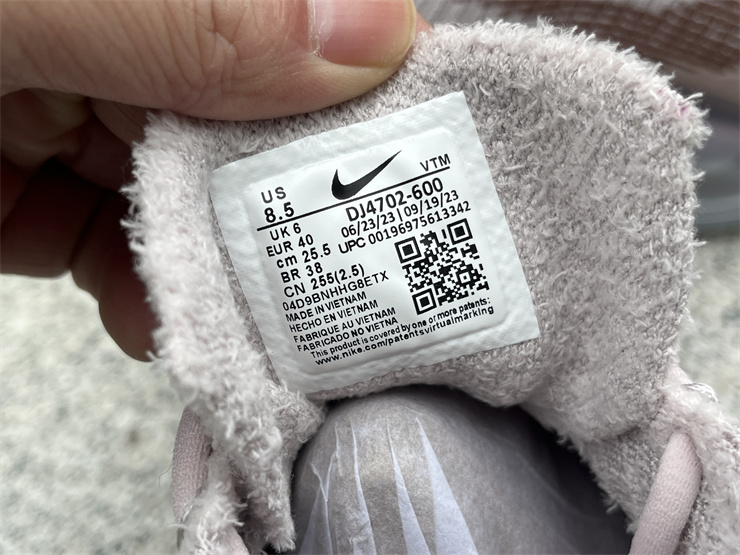 US
8.5
UK 6
EUR 40
cm 25.5
BR 38
CN 255(2.5)
VTM
DJ4702-600
06/23/23 | 09/19/23
UPC 00196975613342
04D9BNHHG8ETX
MADE IN VIETNAM
HECHO EN VIETNAM
FABRIQUE AU VIETNAM
FABRICADO NO VIETNA
This product is covered by one or more patents:
www.nike.com/patentsvirtualmarking